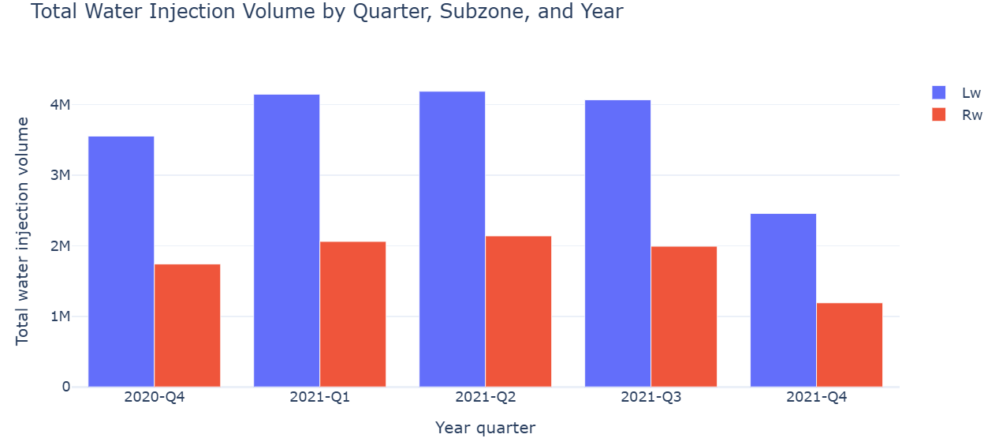 Total Water Injection Volume by Quarter, Subzone, and Year
Lw
Rw
Total water injection volume
4M
3M
2M
1M
0
2020-Q4
2021-Q1
2021-Q2
2021-Q3
2021-Q4
Year quarter